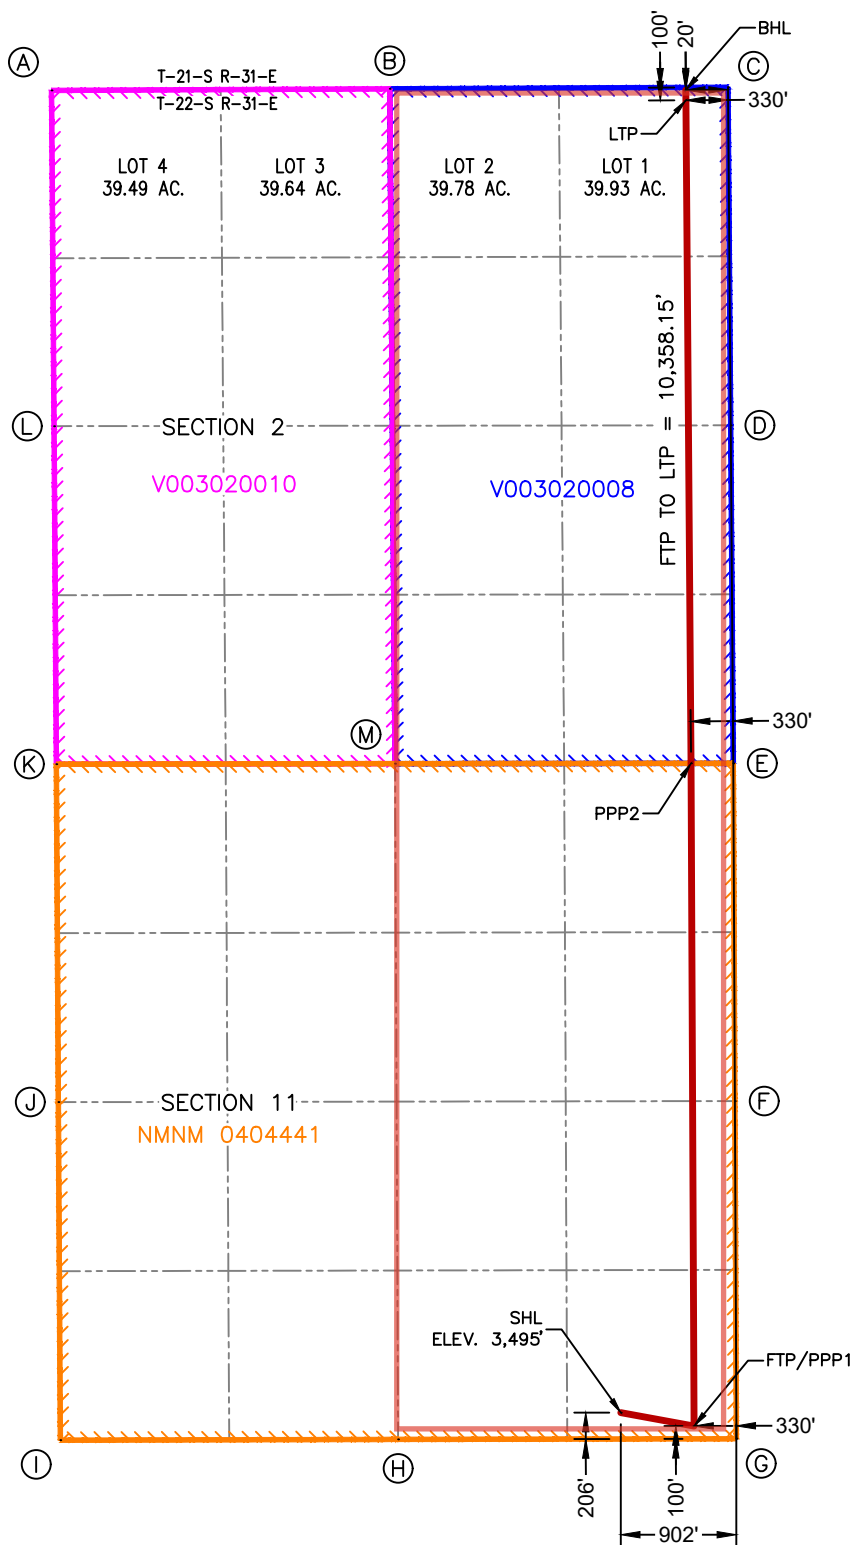 100'
20'
BHL
A
B
C
T-21-S R-31-E
T-22-S R-31-E
330'
LTP
LOT 4
39.49 AC.
LOT 3
39.64 AC.
LOT 2
39.78 AC.
LOT 1
39.93 AC.
FTP TO LTP = 10,358.15'
L
SECTION 2
D
V003020010
V003020008
M
330'
K
E
PPP2
J
SECTION 11
F
NMNM 0404441
SHL
ELEV. 3,495'
FTP/PPP1
330'
I
H
G
206'
100'
902'